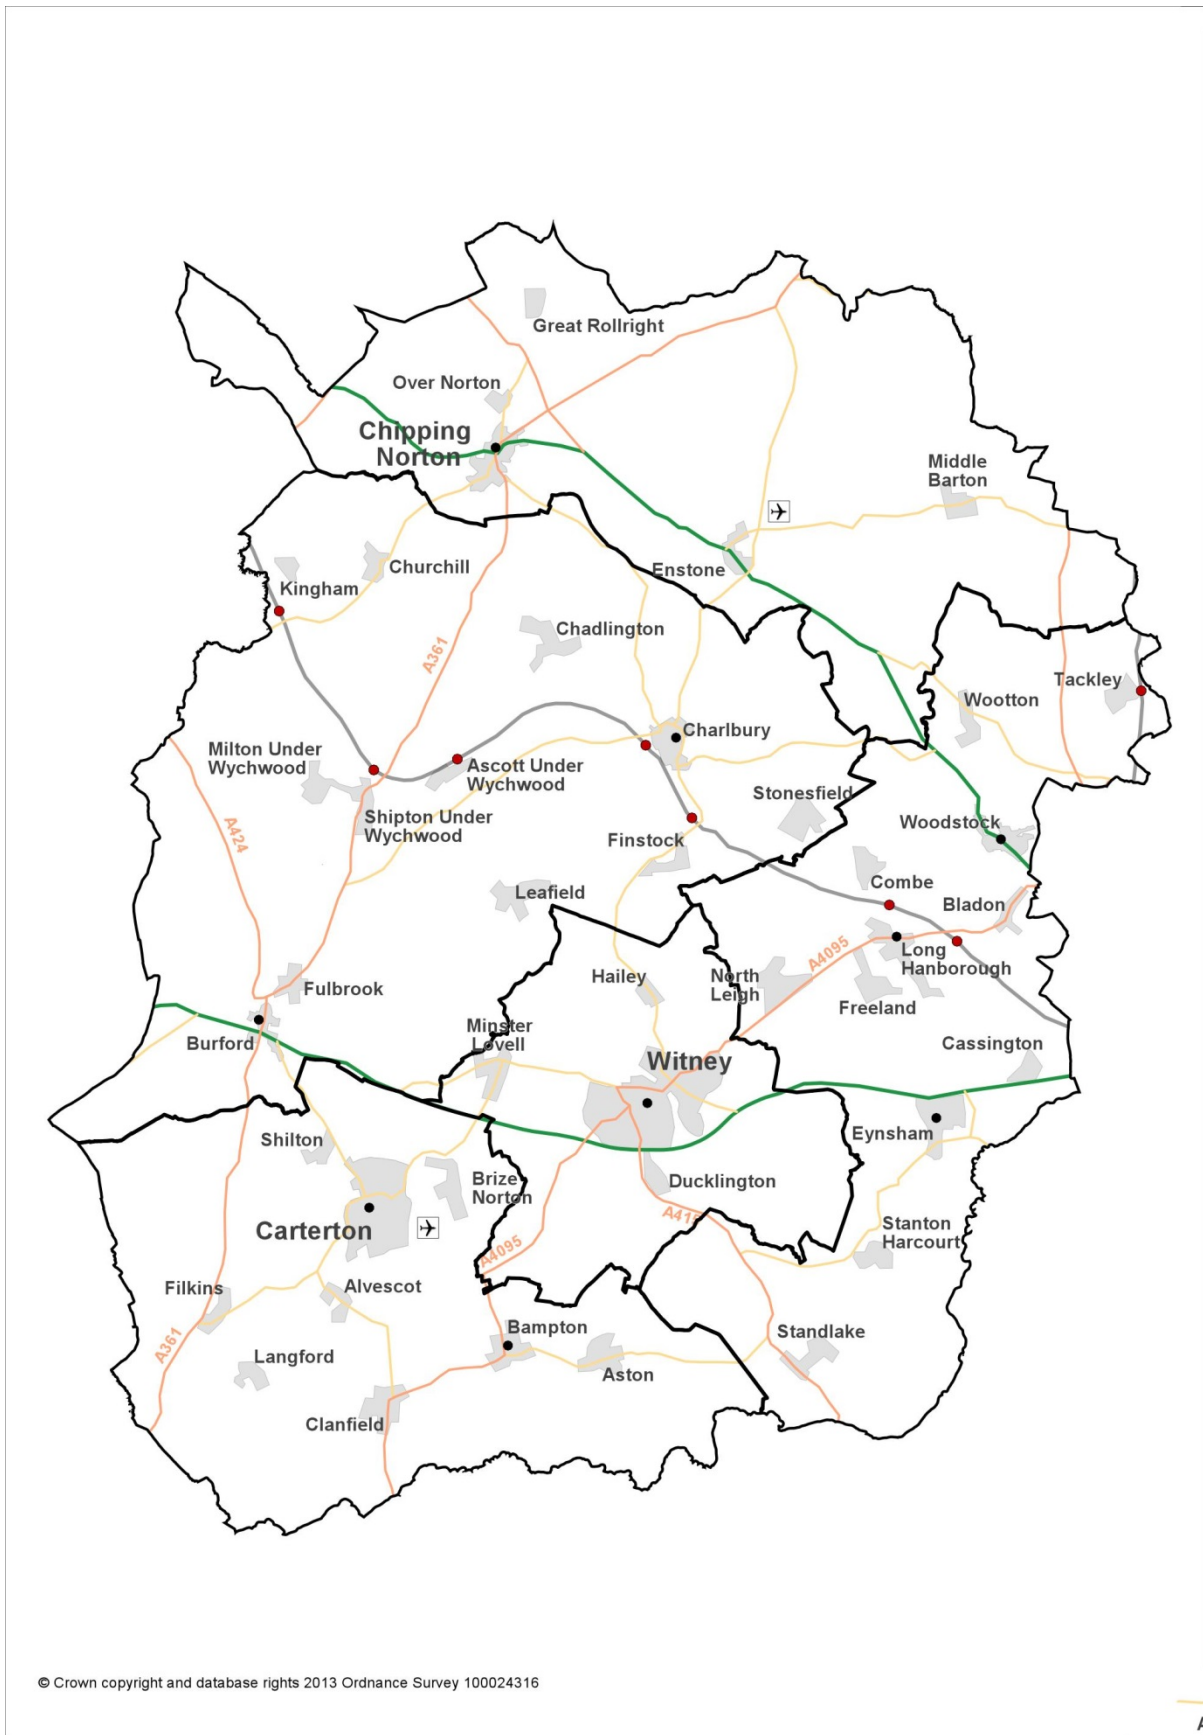 Great Rollright
Over Norton
Chipping
Norton
Middle
Barton
Enstone
Churchill
Kingham
Chadlington
A361
Tackley
Wootton
Charlbury
Milton Under
Wychwood
Ascott Under
Wychwood
Stonesfield
Shipton Under
Wychwood
A424
Finstock
Woodstock
Leafield
Combe
Bladon
A4095
Long
Hanborough
Hailey
North
Leigh
Fulbrook
Freeland
Burford
Minster
Lovell
Witney
Cassington
Shilton
Eynsham
Brize
Norton
Ducklington
Carterton
A415
Stanton
Harcourt
A4095
Filkins
Alvescot
Bampton
Standlake
A361
Langford
Aston
Clanfield
© Crown copyright and database rights 2013 Ordnance Survey 100024316